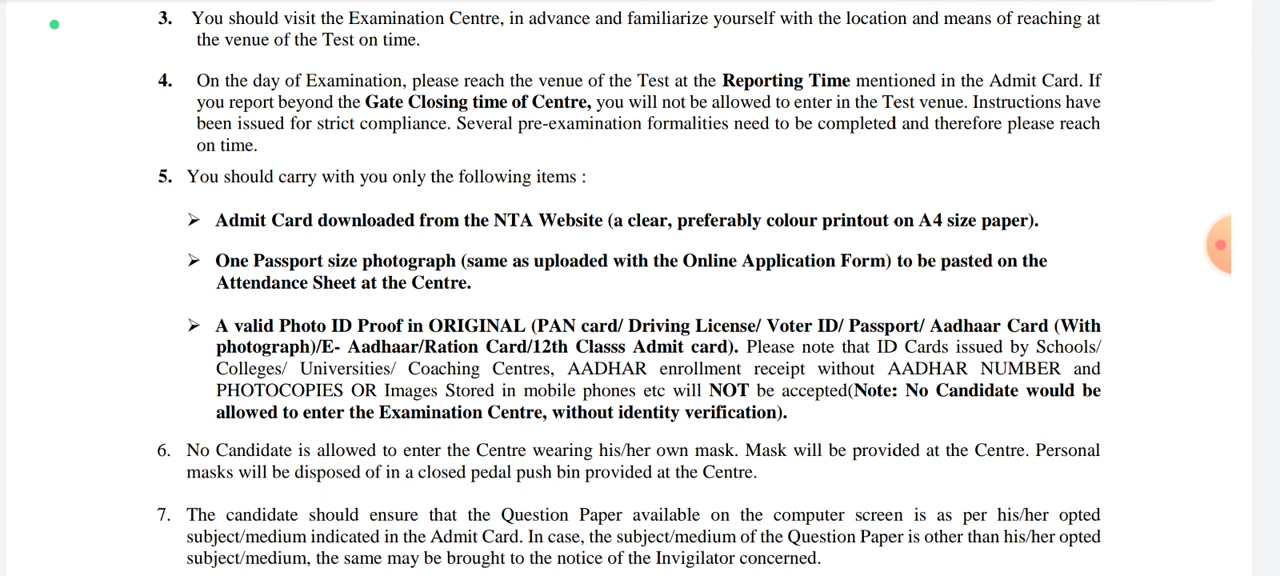 3. You should visit the Examination Centre, in advance and familiarize yourself with the location and means of reaching at
the venue of the Test on time.
4. On the day of Examination, please reach the venue of the Test at the Reporting Time mentioned in the Admit Card. If
you report beyond the Gate Closing time of Centre, you will not be allowed to enter in the Test venue. Instructions have
been issued for strict compliance. Several pre-examination formalities need to be completed and therefore please reach
on time.
5. You should carry with you only the following items :
➢ Admit Card downloaded from the NTA Website (a clear, preferably colour printout on A4 size paper).
➢ One Passport size photograph (same as uploaded with the Online Application Form) to be pasted on the
Attendance Sheet at the Centre.
➢ A valid Photo ID Proof in ORIGINAL (PAN card/ Driving License/ Voter ID/ Passport/ Aadhaar Card (With
photograph)/E- Aadhaar/Ration Card/12th Classs Admit card). Please note that ID Cards issued by Schools/
Colleges/ Universities/ Coaching Centres, AADHAR enrollment receipt without AADHAR NUMBER and
PHOTOCOPIES OR Images Stored in mobile phones etc will NOT be accepted(Note: No Candidate would be
allowed to enter the Examination Centre, without identity verification).
6. No Candidate is allowed to enter the Centre wearing his/her own mask. Mask will be provided at the Centre. Personal
masks will be disposed of in a closed pedal push bin provided at the Centre.
7. The candidate should ensure that the Question Paper available on the computer screen is as per his/her opted
subject/medium indicated in the Admit Card. In case, the subject/medium of the Question Paper is other than his/her opted
subject/medium, the same may be brought to the notice of the Invigilator concerned.